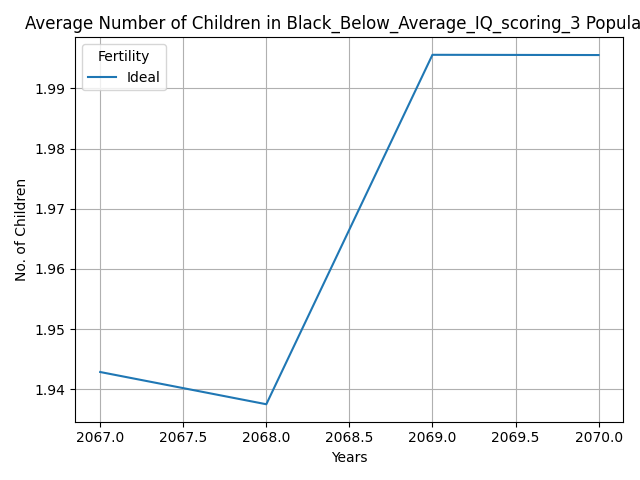 Average Number of Children in Black_Below_Average_IQ_scoring_3 Popula
Fertility
Ideal
1.99
1.98
1.97
1.96
1.95
1.94
No. of Children
2067.0 2067.5 2068.0 2068.5 2069.0 2069.5 2070.0
Years